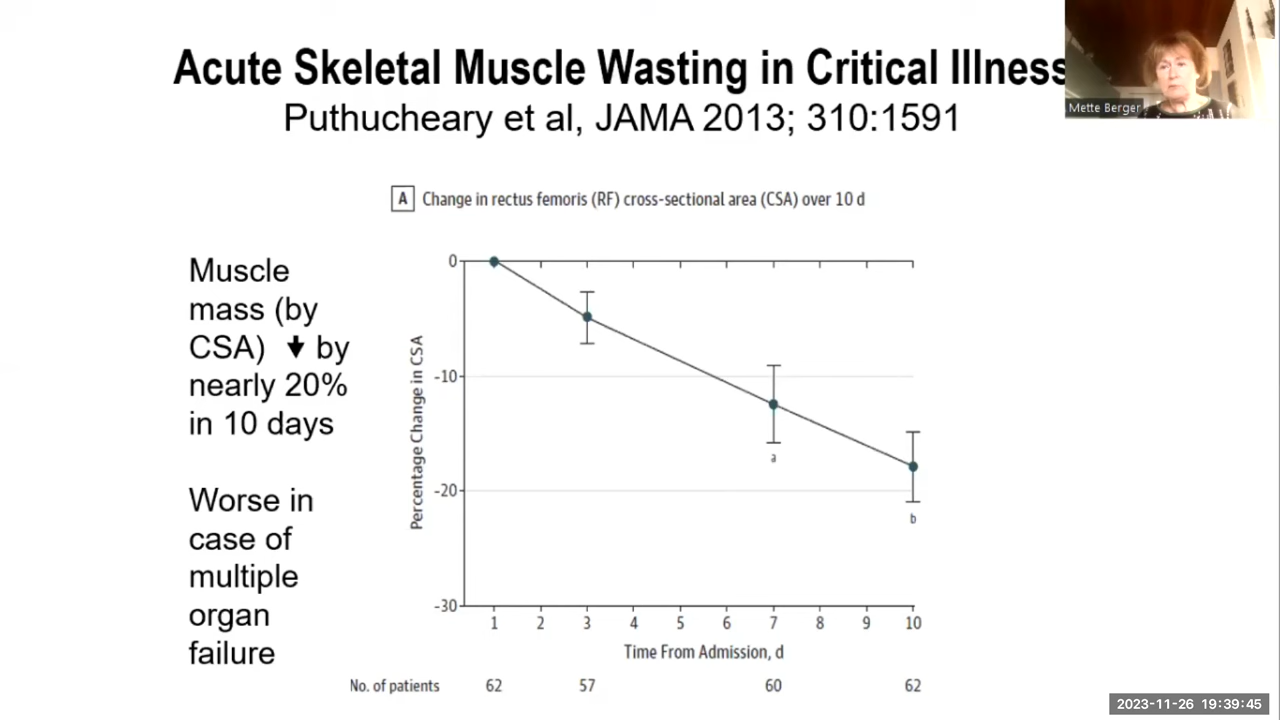 Acute Skeletal Muscle Wasting in Critical Illness
Puthucheary et al, JAMA 2013; 310:1591
Mette Berger
A Change in rectus femoris (RF) cross-sectional area (CSA) over 10 d
Muscle
mass (by
CSA) ⬇ by
nearly 20%
in 10 days
Worse in
case of
multiple
organ
failure
Percentage Change in CSA
0
-10
-20
-30
a
b
1 2 3 4 5 6 7 8 9 10
Time From Admission, d
No. of patients 62 57 60 62
2023-11-26 19:39:45